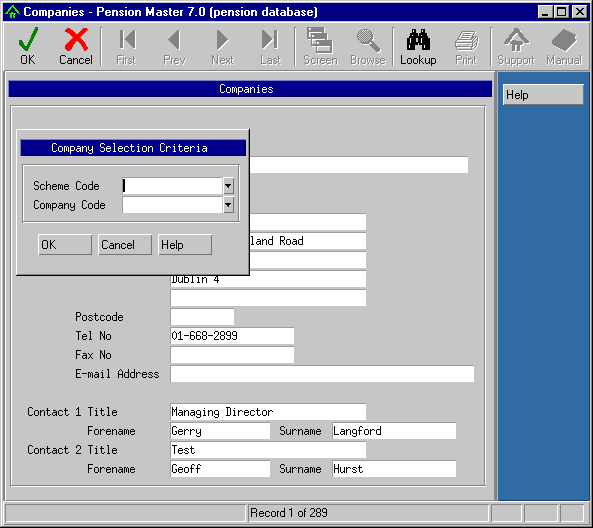 Companies - Pension Master 7.0 (pension database)
OK Cancel First Prev Next Last Screen Browse Lookup Print Support Manual
Companies
Help
Company Selection Criteria
Scheme Code
Company Code
OK Cancel Help
land Road
Dublin 4
Postcode
Tel No 01-668-2899
Fax No
E-mail Address
Contact 1 Title Managing Director
Forename Gerry Surname Langford
Contact 2 Title Test
Forename Geoff Surname Hurst
Record 1 of 289